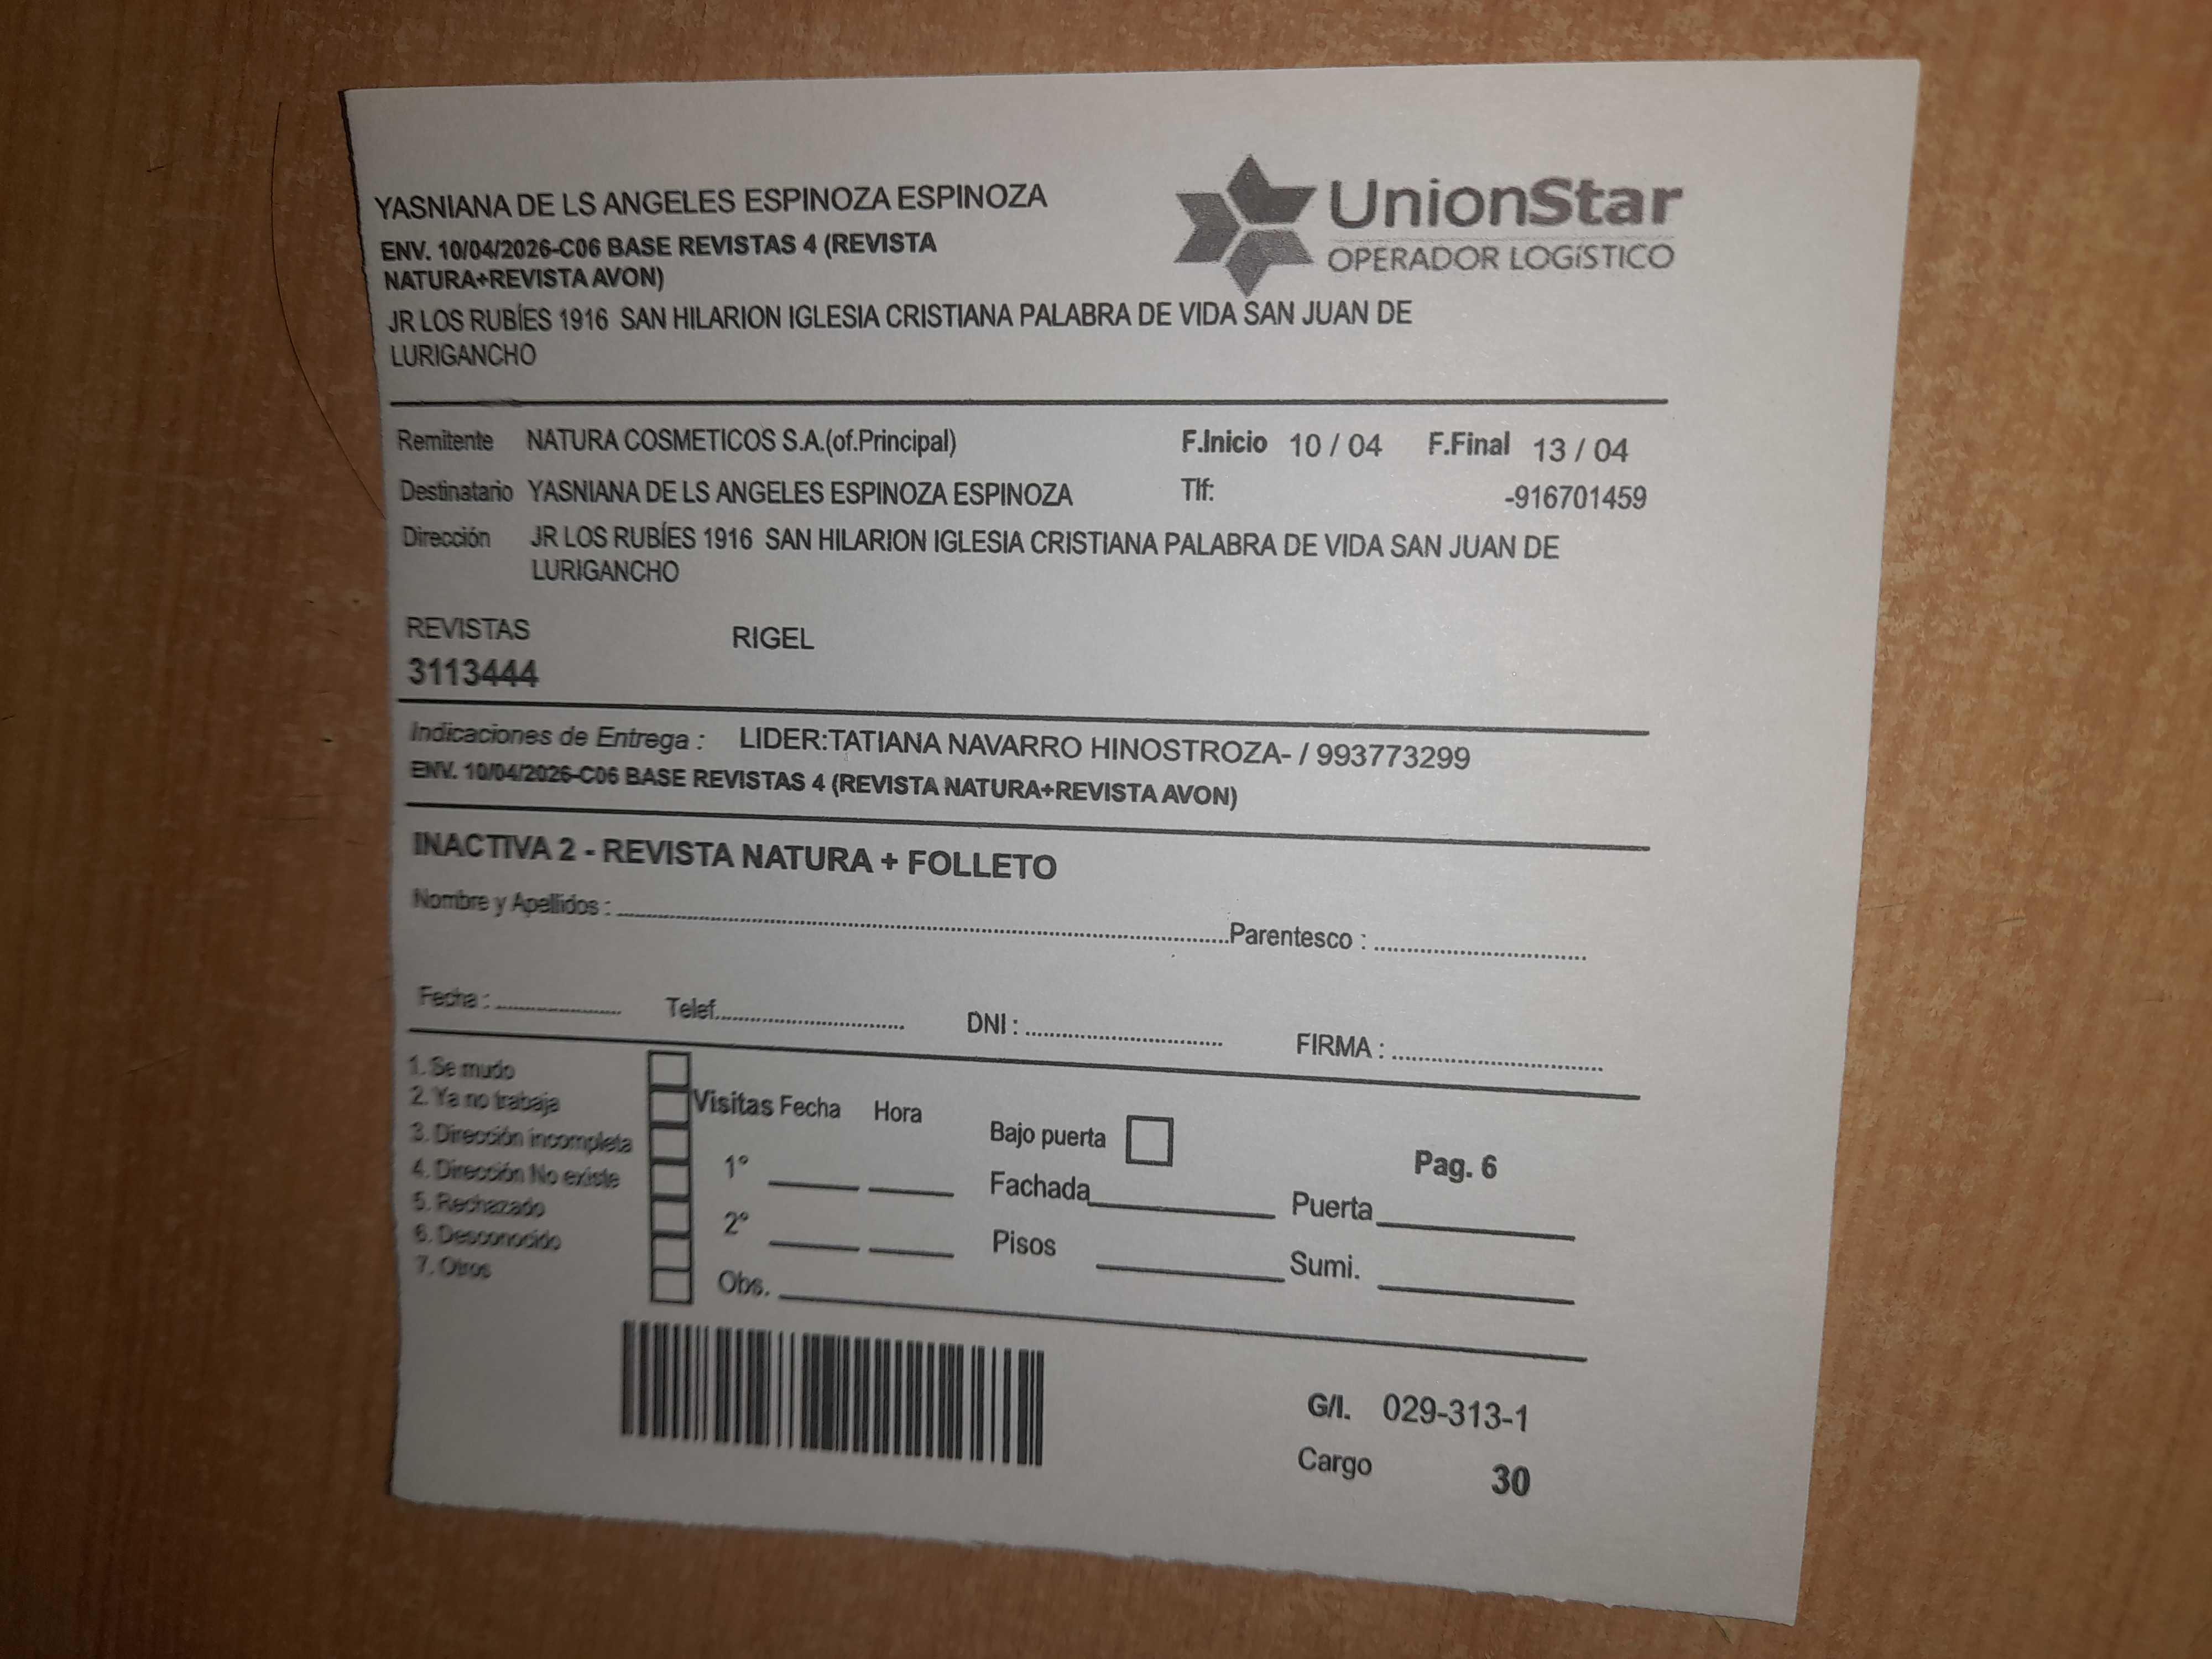 YASNIANA DE LS ANGELES ESPINOZA ESPINOZA
UnionStar
OPERADOR LOGíSTICO
ENV. 10/04/2026-C06 BASE REVISTAS 4 (REVISTA
NATURA+REVISTA AVON)
JR LOS RUBÍES 1916 SAN HILARION IGLESIA CRISTIANA PALABRA DE VIDA SAN JUAN DE
LURIGANCHO
Remitente NATURA COSMETICOS S.A.(of.Principal) F.Inicio 10 / 04 F.Final 13 / 04
Destinatario YASNIANA DE LS ANGELES ESPINOZA ESPINOZA Tlf: -916701459
Dirección JR LOS RUBÍES 1916 SAN HILARION IGLESIA CRISTIANA PALABRA DE VIDA SAN JUAN DE
LURIGANCHO
REVISTAS RIGEL
3113444
Indicaciones de Entrega : LIDER:TATIANA NAVARRO HINOSTROZA- / 993773299
ENV. 10/04/2026-C06 BASE REVISTAS 4 (REVISTA NATURA+REVISTA AVON)
INACTIVA 2 - REVISTA NATURA + FOLLETO
Nombre y Apellidos : Parentesco :
Fecha : Telef. DNI : FIRMA :
1. Se mudo
2. Ya no trabaja
3. Dirección incompleta
4. Dirección No existe
5. Rechazado
6. Desconocido
7. Otros
Visitas Fecha Hora
1°
2°
Obs.
Bajo puerta
Fachada
Pisos
Pag. 6
Puerta
Sumi.
G/I. 029-313-1
Cargo 30